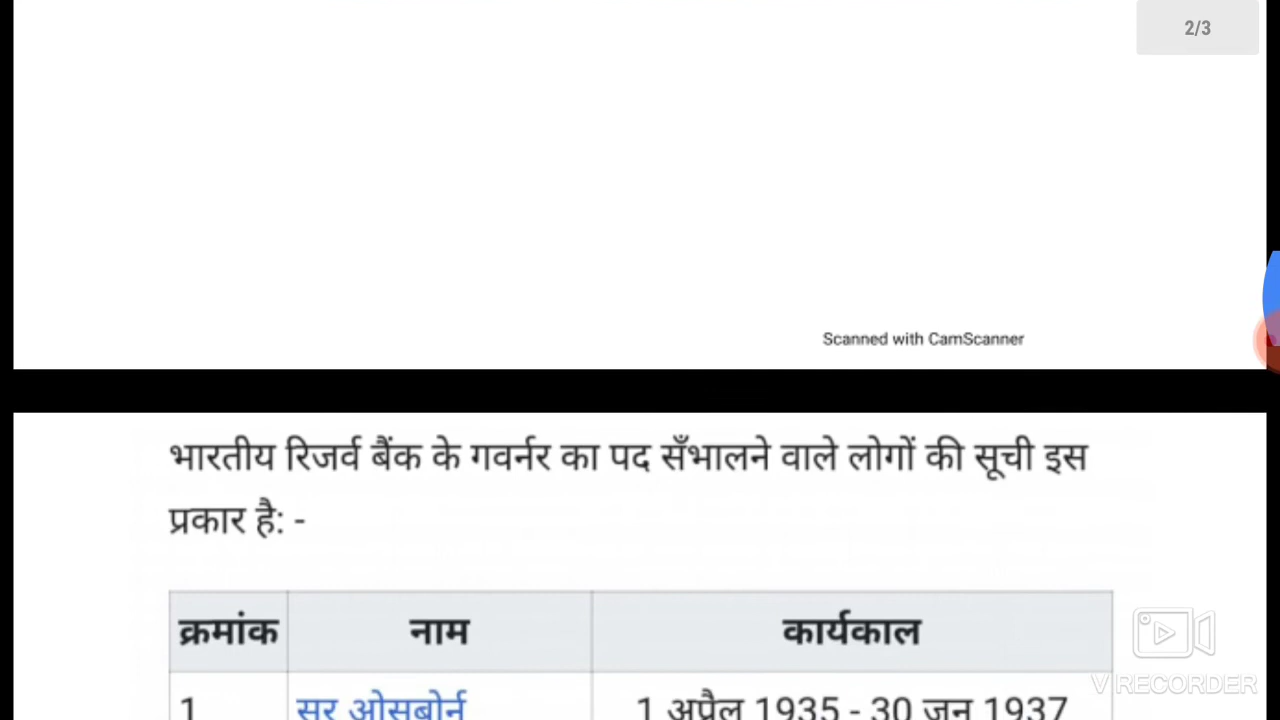 2/3
Scanned with CamScanner
भारतीय रिजर्व बैंक के गवर्नर का पद सँभालने वाले लोगों की सूची इस
प्रकार है: -
क्रमांक नाम कार्यकाल
1 सर ओसबोर्न 1 अप्रैल 1935 - 30 जून 1937
VRECORDER